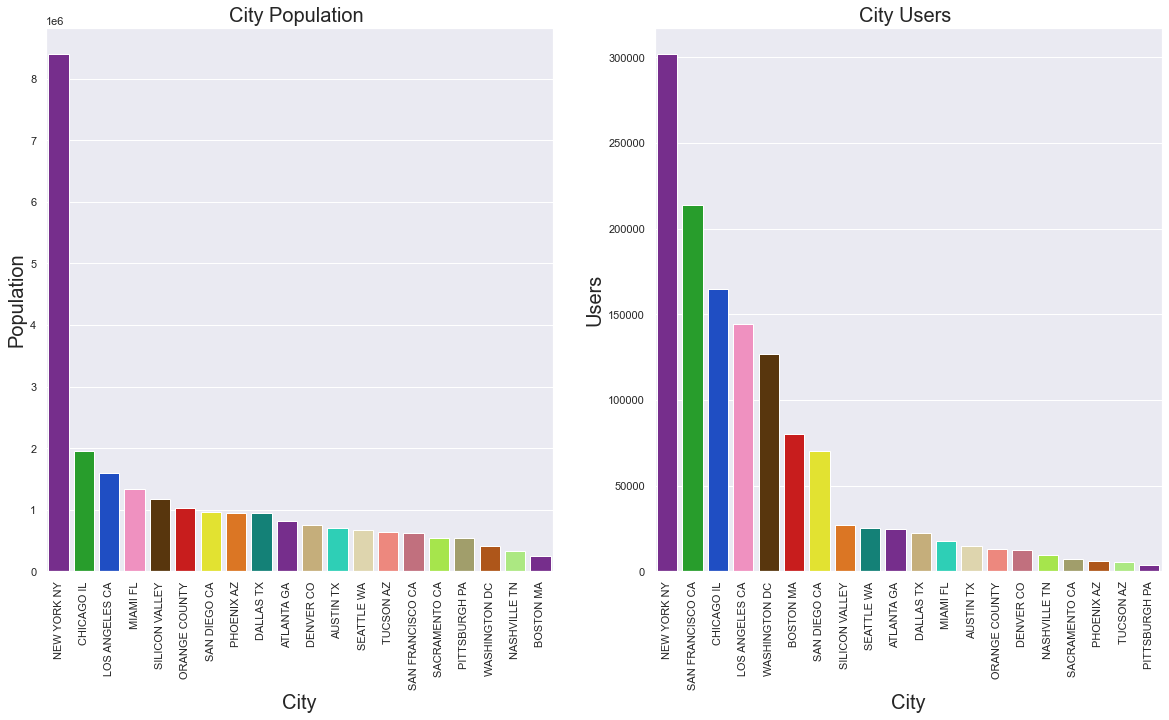 City Population
1e6
8
7
6
5
4
3
2
1
0
Population
NEW YORK NY
CHICAGO IL
LOS ANGELES CA
MIAMI FL
SILICON VALLEY
ORANGE COUNTY
SAN DIEGO CA
PHOENIX AZ
DALLAS TX
ATLANTA GA
DENVER CO
AUSTIN TX
SEATTLE WA
TUCSON AZ
SAN FRANCISCO CA
SACRAMENTO CA
PITTSBURGH PA
WASHINGTON DC
NASHVILLE TN
BOSTON MA
City
City Users
300000
250000
200000
150000
100000
50000
0
Users
NEW YORK NY
SAN FRANCISCO CA
CHICAGO IL
LOS ANGELES CA
WASHINGTON DC
BOSTON MA
SAN DIEGO CA
SILICON VALLEY
SEATTLE WA
ATLANTA GA
DALLAS TX
MIAMI FL
AUSTIN TX
ORANGE COUNTY
DENVER CO
NASHVILLE TN
SACRAMENTO CA
PHOENIX AZ
TUCSON AZ
PITTSBURGH PA
City